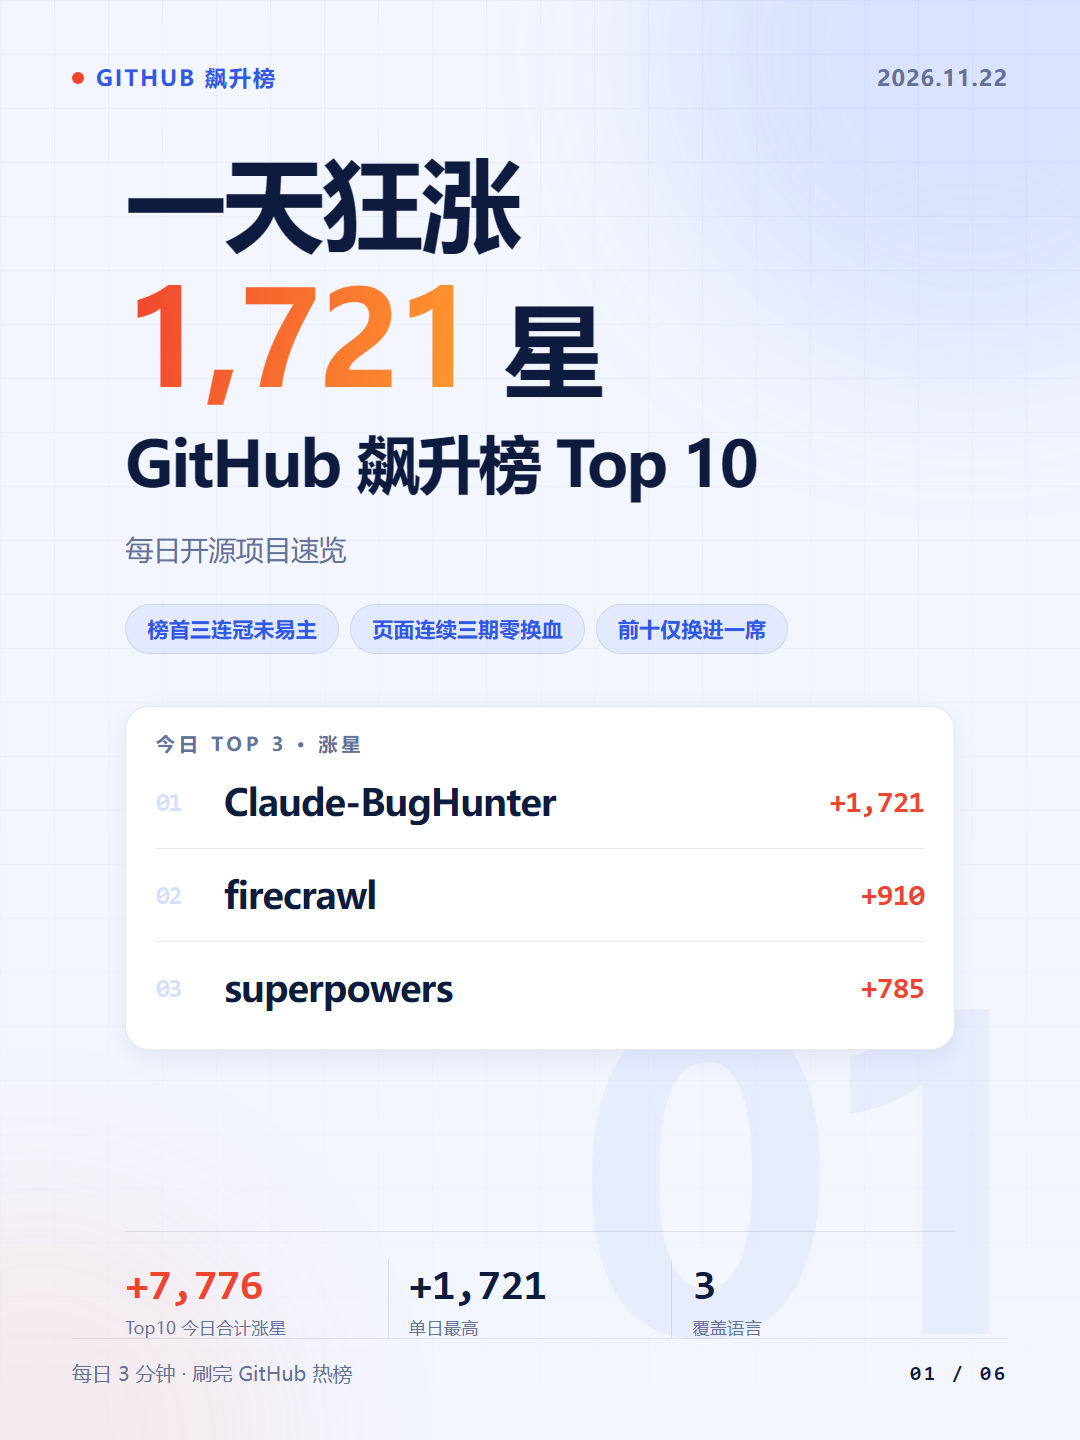 GITHUB 飙升榜
2026.11.22
一天狂涨
1,721 星
GitHub 飙升榜 Top 10
每日开源项目速览
榜首三连冠未易主
页面连续三期零换血
前十仅换进一席
今日 TOP 3 • 涨星
01 Claude-BugHunter +1,721
02 firecrawl +910
03 superpowers +785
01
+7,776
Top10 今日合计涨星
+1,721
单日最高
3
覆盖语言
每日 3 分钟 · 刷完 GitHub 热榜
01 / 06